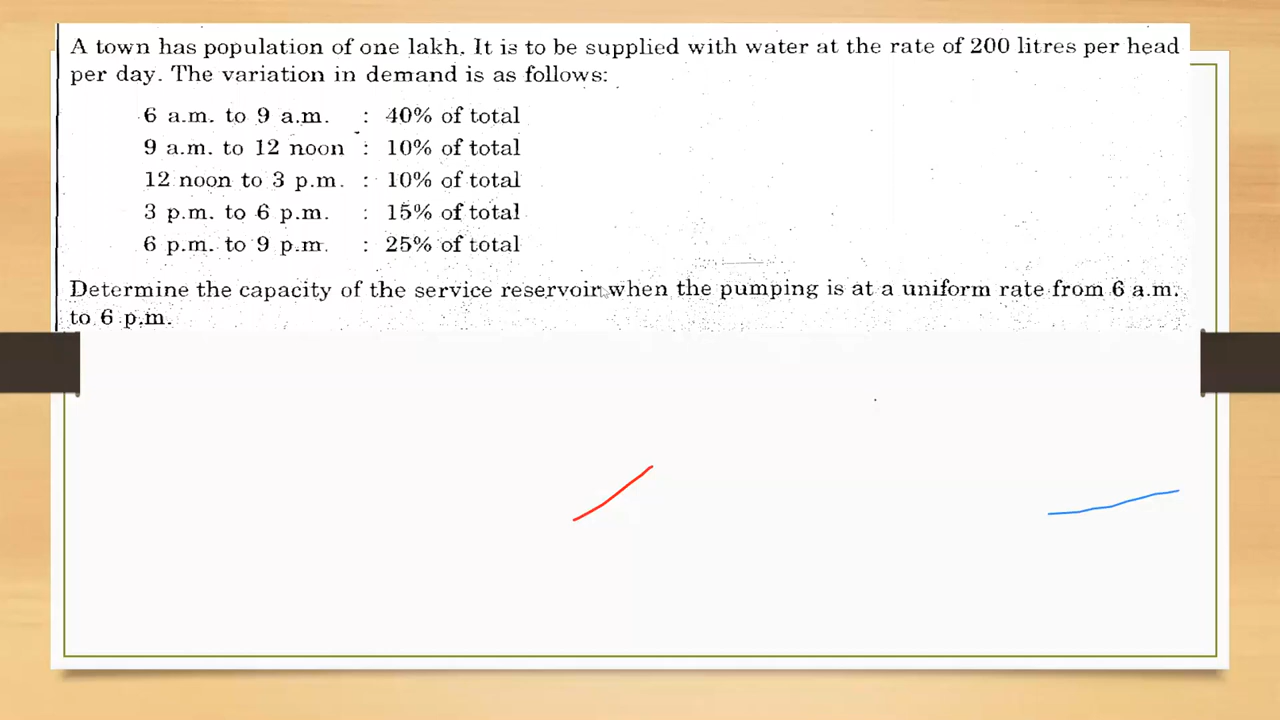 A town has population of one lakh. It is to be supplied with water at the rate of 200 litres per head
per day. The variation in demand is as follows:
6 a.m. to 9 a.m. : 40% of total
9 a.m. to 12 noon : 10% of total
12 noon to 3 p.m. : 10% of total
3 p.m. to 6 p.m. : 15% of total
6 p.m. to 9 p.m. : 25% of total
Determine the capacity of the service reservoir when the pumping is at a uniform rate from 6 a.m.
to 6 p.m.